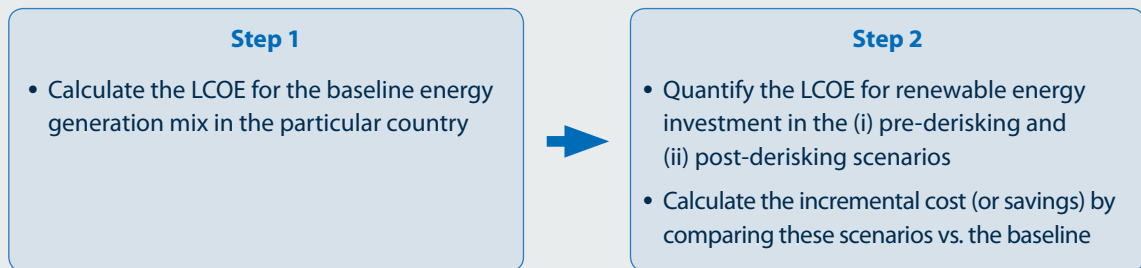 Step 1
• Calculate the LCOE for the baseline energy
generation mix in the particular country
Step 2
• Quantify the LCOE for renewable energy
investment in the (i) pre-derisking and
(ii) post-derisking scenarios
• Calculate the incremental cost (or savings) by
comparing these scenarios vs. the baseline